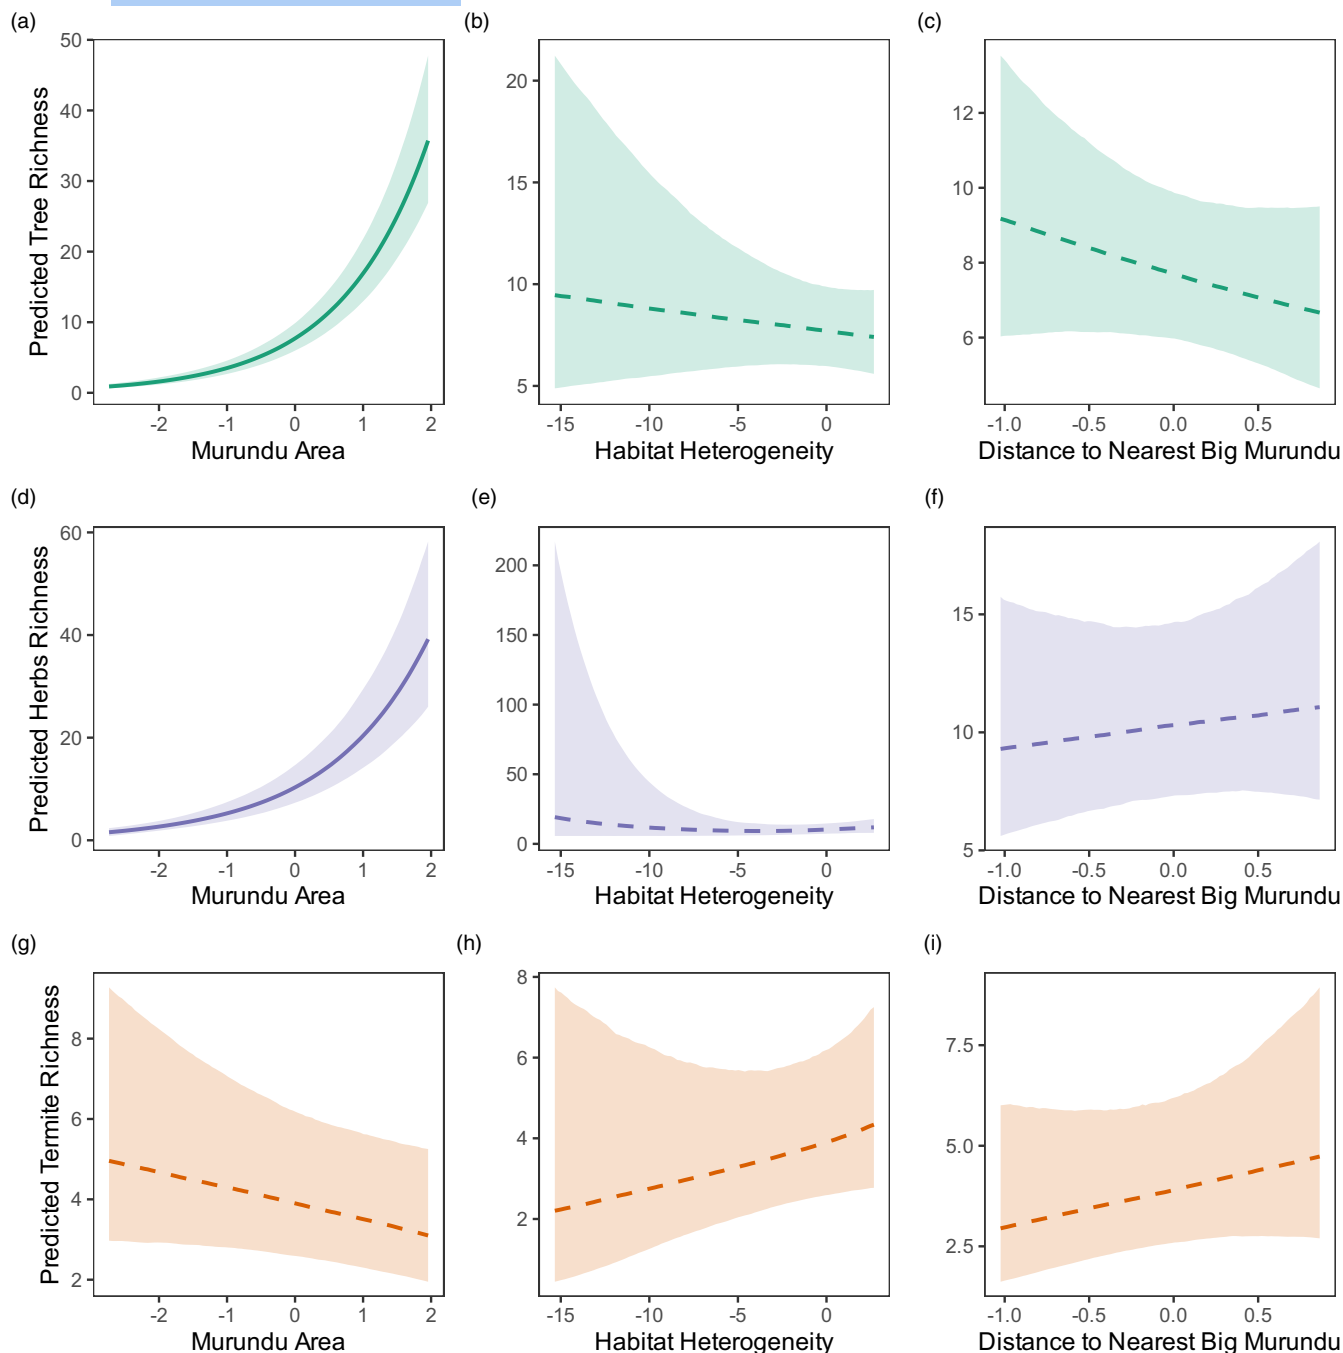 (a)
(b)
(c)
50
40
30
20
10
0
Predicted Tree Richness
-2 -1 0 1 2
Murundu Area
20
15
10
5
-15 -10 -5 0
Habitat Heterogeneity
12
10
8
6
-1.0 -0.5 0.0 0.5
Distance to Nearest Big Murundu
(d)
(e)
(f)
60
40
20
0
Predicted Herbs Richness
-2 -1 0 1 2
Murundu Area
200
150
100
50
0
-15 -10 -5 0
Habitat Heterogeneity
15
10
5
-1.0 -0.5 0.0 0.5
Distance to Nearest Big Murundu
(g)
(h)
(i)
8
6
4
2
Predicted Termite Richness
-2 -1 0 1 2
Murundu Area
8
6
4
2
-15 -10 -5 0
Habitat Heterogeneity
7.5
5.0
2.5
-1.0 -0.5 0.0 0.5
Distance to Nearest Big Murundu